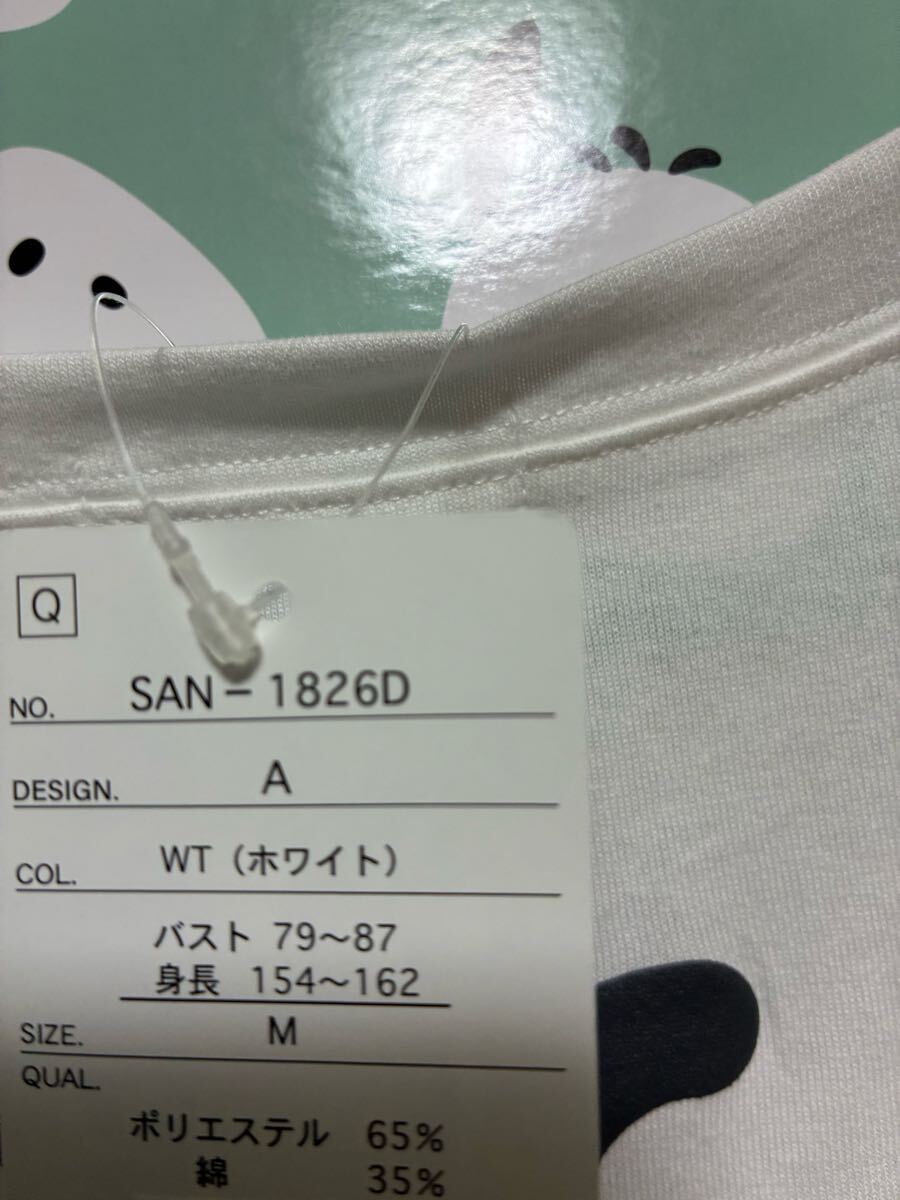 Q
NO. SAN-1826D
DESIGN. A
COL. WT（ホワイト）
バスト 79〜87
身長 154〜162
SIZE. M
QUAL.
ポリエステル 65%
綿 35%